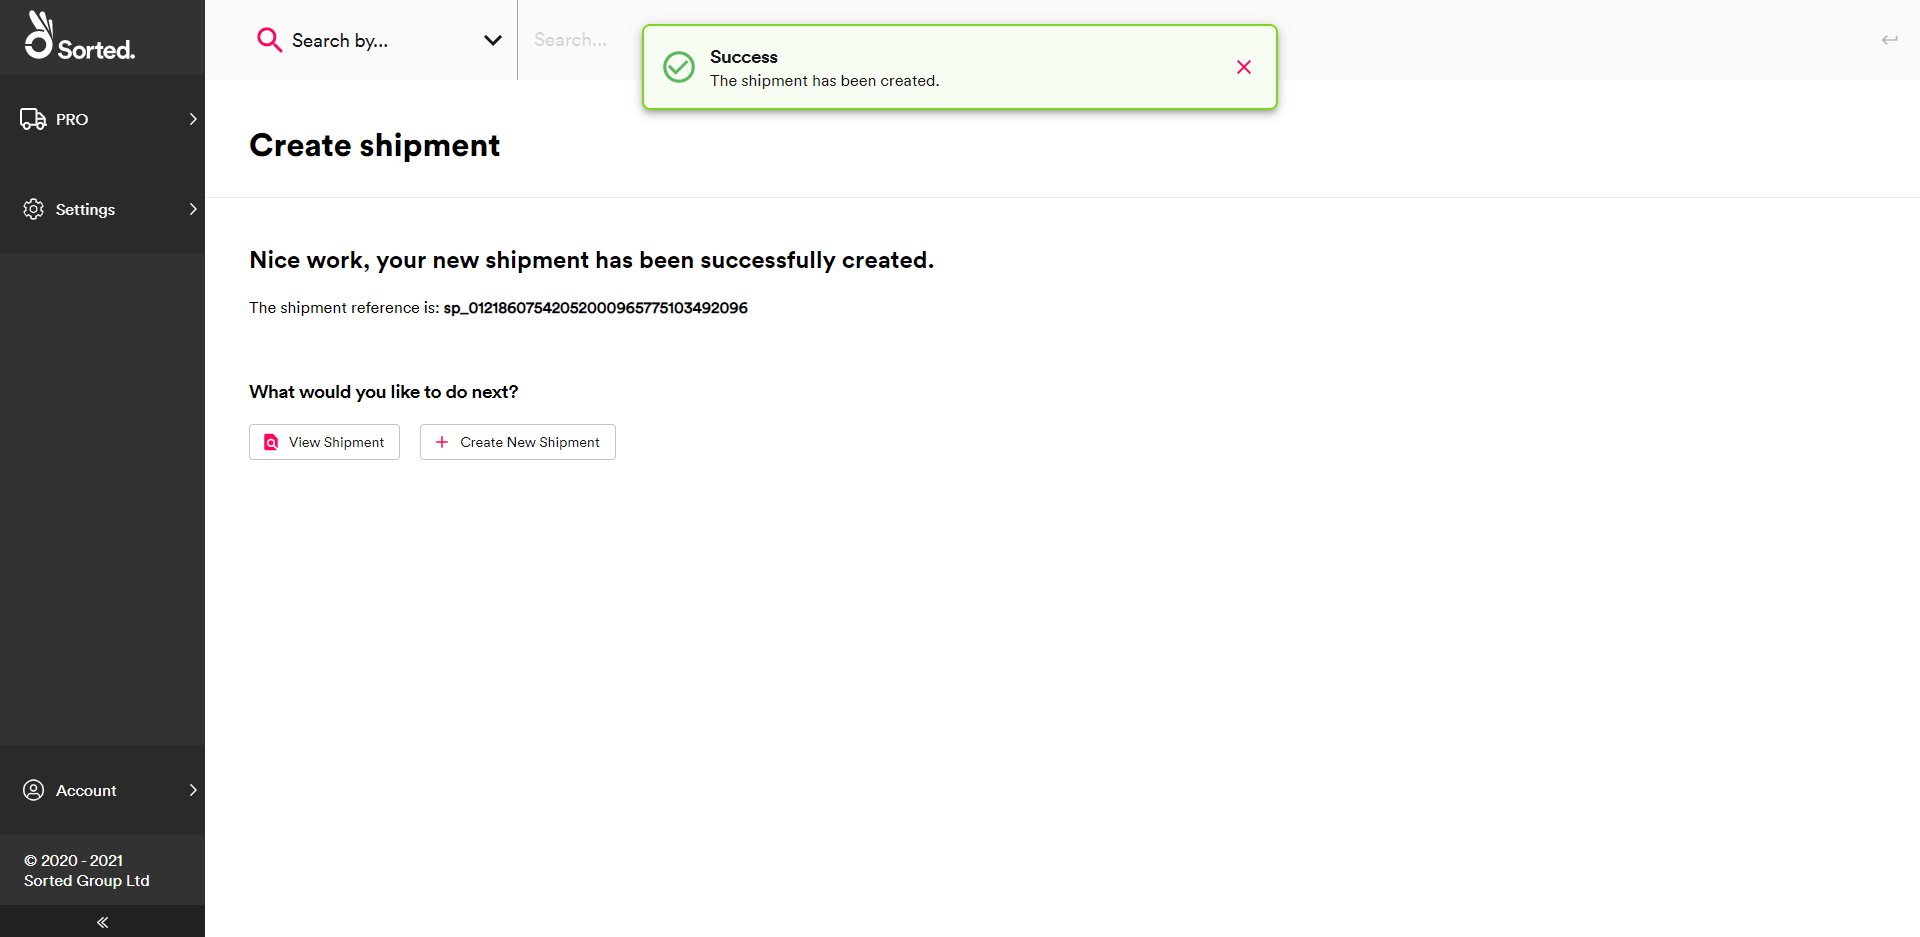 Sorted.
PRO
Settings
Account
© 2020 - 2021
Sorted Group Ltd
Search by...
Search...
Success
The shipment has been created.
Create shipment
Nice work, your new shipment has been successfully created.
The shipment reference is: sp_01218607542052000965775103492096
What would you like to do next?
View Shipment
Create New Shipment